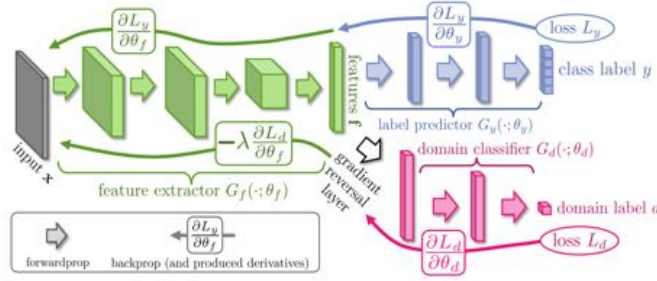 ∂L_y/∂θ_f
∂L_y/∂θ_y
loss L_y
features f
class label y
label predictor G_y(·;θ_y)
−λ ∂L_d/∂θ_f
input x
feature extractor G_f(·;θ_f)
gradient reversal layer
domain classifier G_d(·;θ_d)
domain label d
∂L_d/∂θ_d
loss L_d
∂L_y/∂θ_f
forwardprop
backprop (and produced derivatives)